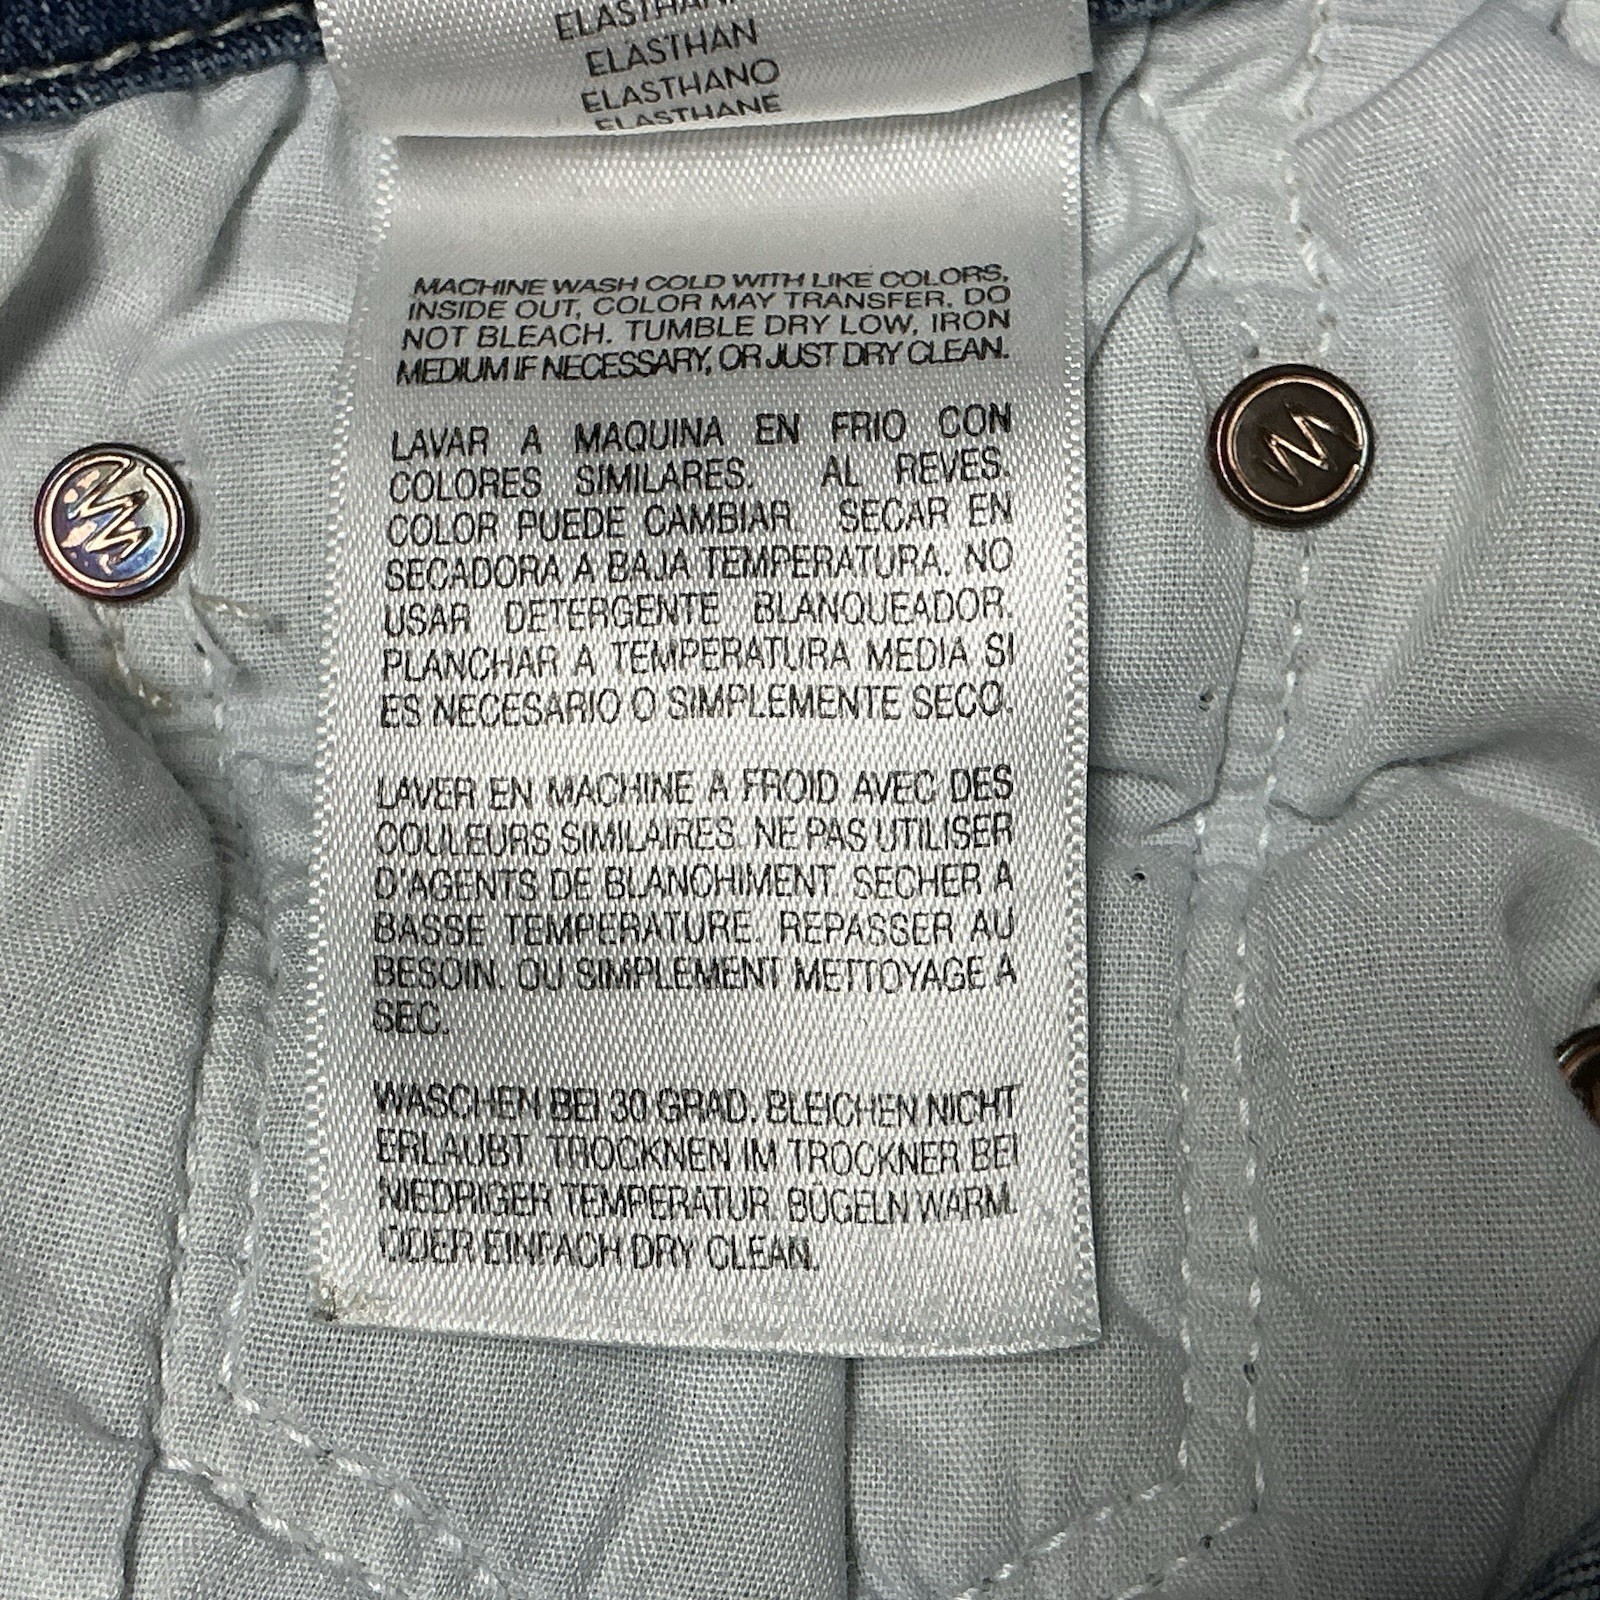 ELASTHAN
ELASTHAN
ELASTHANO
ELASTHANE
MACHINE WASH COLD WITH LIKE COLORS,
INSIDE OUT, COLOR MAY TRANSFER. DO
NOT BLEACH. TUMBLE DRY LOW, IRON
MEDIUM IF NECESSARY, OR JUST DRY CLEAN.
LAVAR A MAQUINA EN FRIO CON
COLORES SIMILARES. AL REVES.
COLOR PUEDE CAMBIAR SECAR EN
SECADORA A BAJA TEMPERATURA. NO
USAR DETERGENTE BLANQUEADOR.
PLANCHAR A TEMPERATURA MEDIA SI
ES NECESARIO O SIMPLEMENTE SECO.
LAVER EN MACHINE A FROID AVEC DES
COULEURS SIMILAIRES. NE PAS UTILISER
D'AGENTS DE BLANCHIMENT. SECHER A
BASSE TEMPERATURE. REPASSER AU
BESOIN. OU SIMPLEMENT METTOYAGE A
SEC.
WASCHEN BEI 30 GRAD. BLEICHEN NICHT
ERLAUBT. TROCKNEN IM TROCKNER BEI
NIEDRIGER TEMPERATUR. BÜGELN WARM.
ODER EINFACH DRY CLEAN.